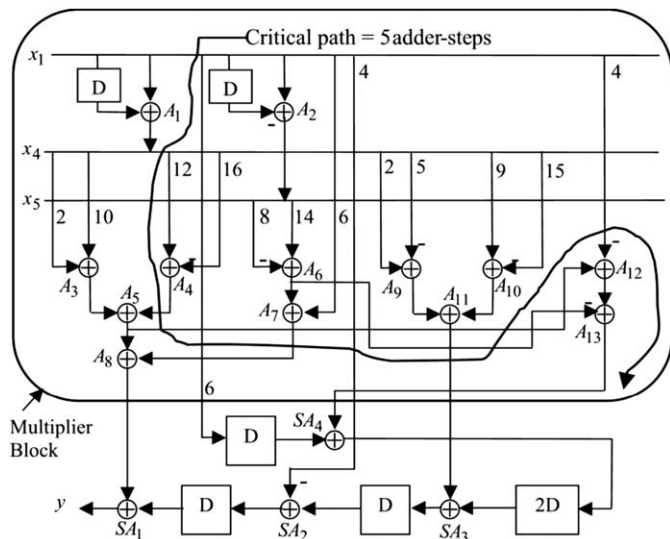 Critical path = 5adder-steps
x1
4
4
D
D
A1
A2
x4
12
16
2
5
9
15
x5
2
10
8
14
6
A3
A4
A6
A9
A10
A12
A5
A7
A11
A13
A8
6
Multiplier
Block
SA4
D
y
D
D
2D
SA1
SA2
SA3